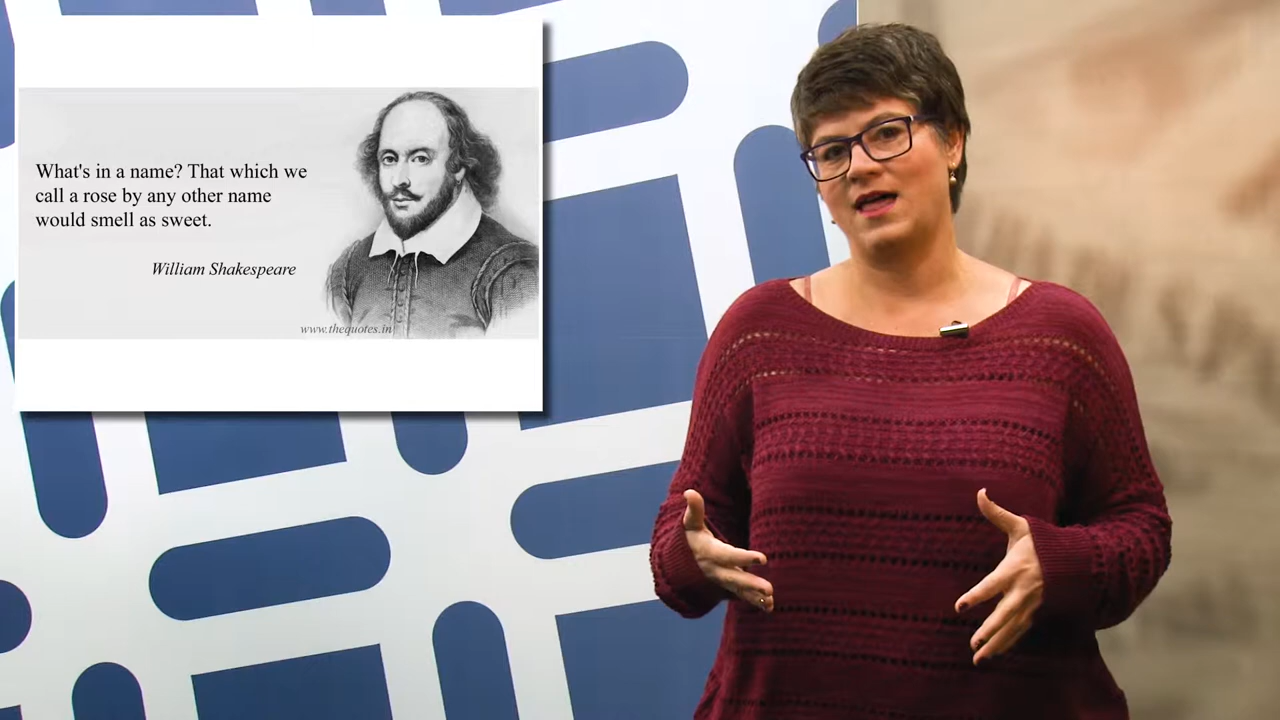 What's in a name? That which we
call a rose by any other name
would smell as sweet.
William Shakespeare
www.thequotes.in